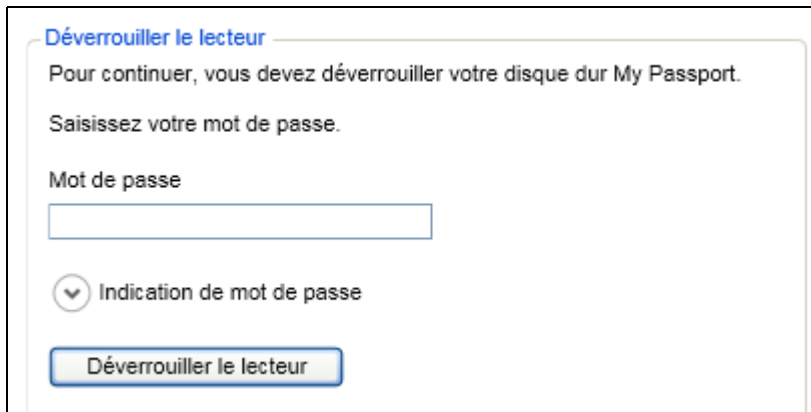 Déverrouiller le lecteur
Pour continuer, vous devez déverrouiller votre disque dur My Passport.
Saisissez votre mot de passe.
Mot de passe
Indication de mot de passe
Déverrouiller le lecteur